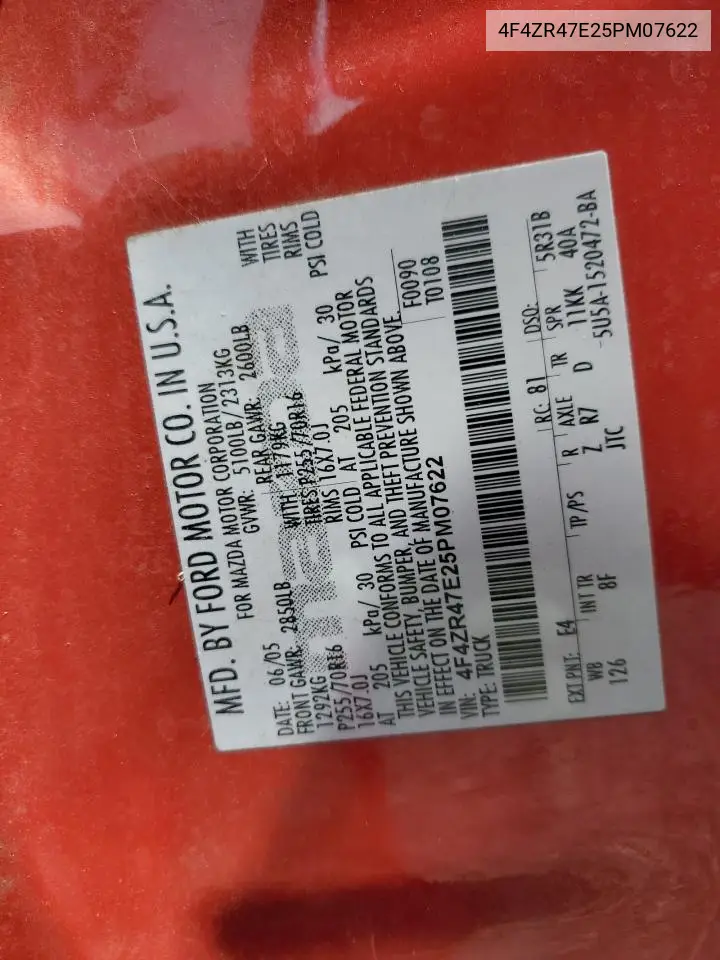 4F4ZR47E25PM07622
MFD. BY FORD MOTOR CO. IN U.S.A.
FOR MAZDA MOTOR CORPORATION
DATE: 06/05 GVWR: 5100LB/2313KG
FRONT GAWR: 2850LB REAR GAWR: 2600LB
1292KG WITH 1179KG WITH
P255/70R16 TIRES P255/70R16 TIRES
16X7.0J RIMS 16X7.0J RIMS
AT 205 kPa/ 30 PSI COLD AT 205 kPa/ 30 PSI COLD
THIS VEHICLE CONFORMS TO ALL APPLICABLE FEDERAL MOTOR
VEHICLE SAFETY, BUMPER, AND THEFT PREVENTION STANDARDS
IN EFFECT ON THE DATE OF MANUFACTURE SHOWN ABOVE.
VIN: 4F4ZR47E25PM07622 F0090
TYPE: TRUCK T0108
EXT PNT: E4 RC: 81 DSO:
WB INT TR TP/PS R AXLE TR SPR 5R31B
126 8F Z R7 D 11KK 40A
JTC 5U5A-1520472-BA
mazda